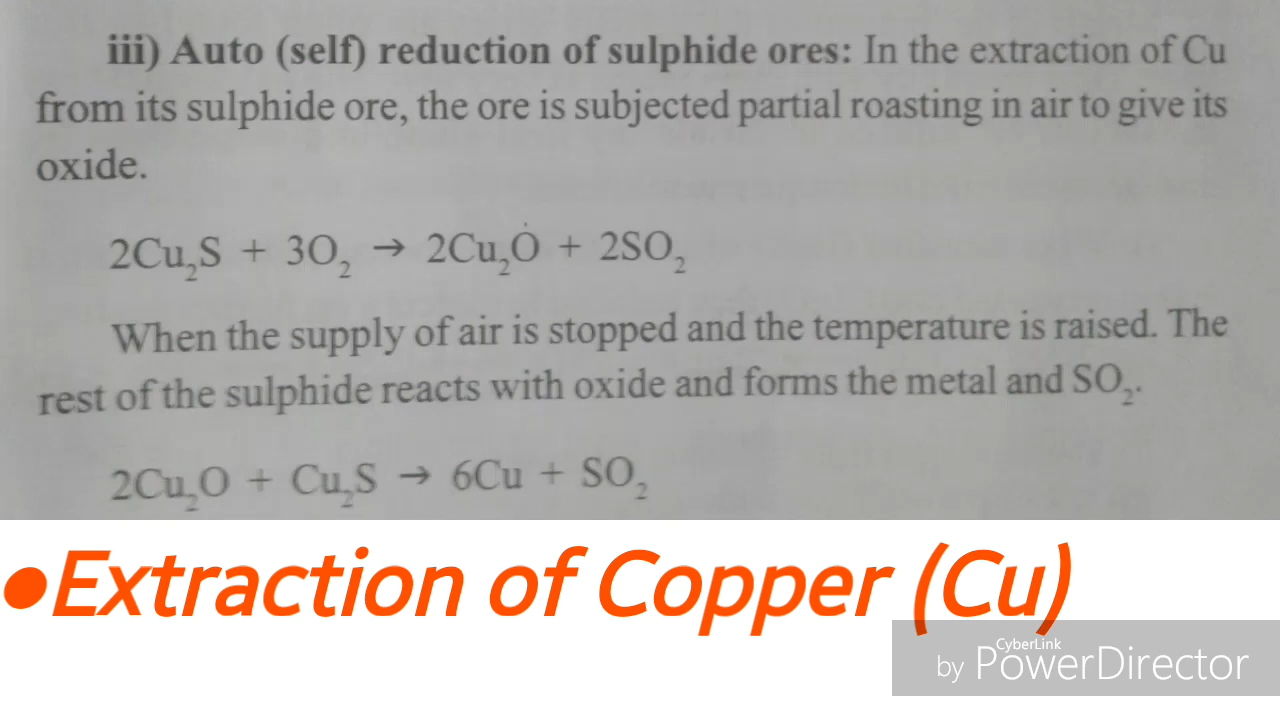 iii) Auto (self) reduction of sulphide ores: In the extraction of Cu
from its sulphide ore, the ore is subjected partial roasting in air to give its
oxide.
2Cu₂S + 3O₂ → 2Cu₂O + 2SO₂
When the supply of air is stopped and the temperature is raised. The
rest of the sulphide reacts with oxide and forms the metal and SO₂.
2Cu₂O + Cu₂S → 6Cu + SO₂
●Extraction of Copper (Cu)
CyberLink
by PowerDirector